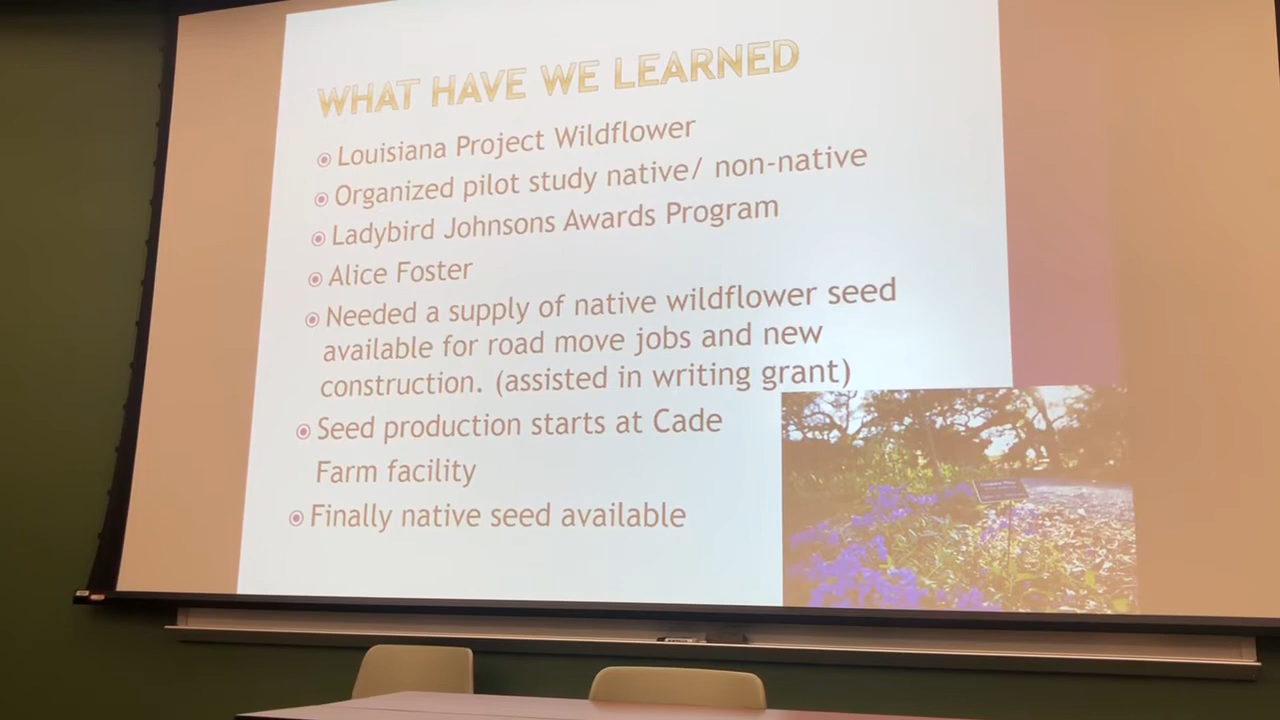 WHAT HAVE WE LEARNED
Louisiana Project Wildflower
Organized pilot study native/ non-native
Ladybird Johnsons Awards Program
Alice Foster
Needed a supply of native wildflower seed
available for road move jobs and new
construction. (assisted in writing grant)
Seed production starts at Cade
Farm facility
Finally native seed available